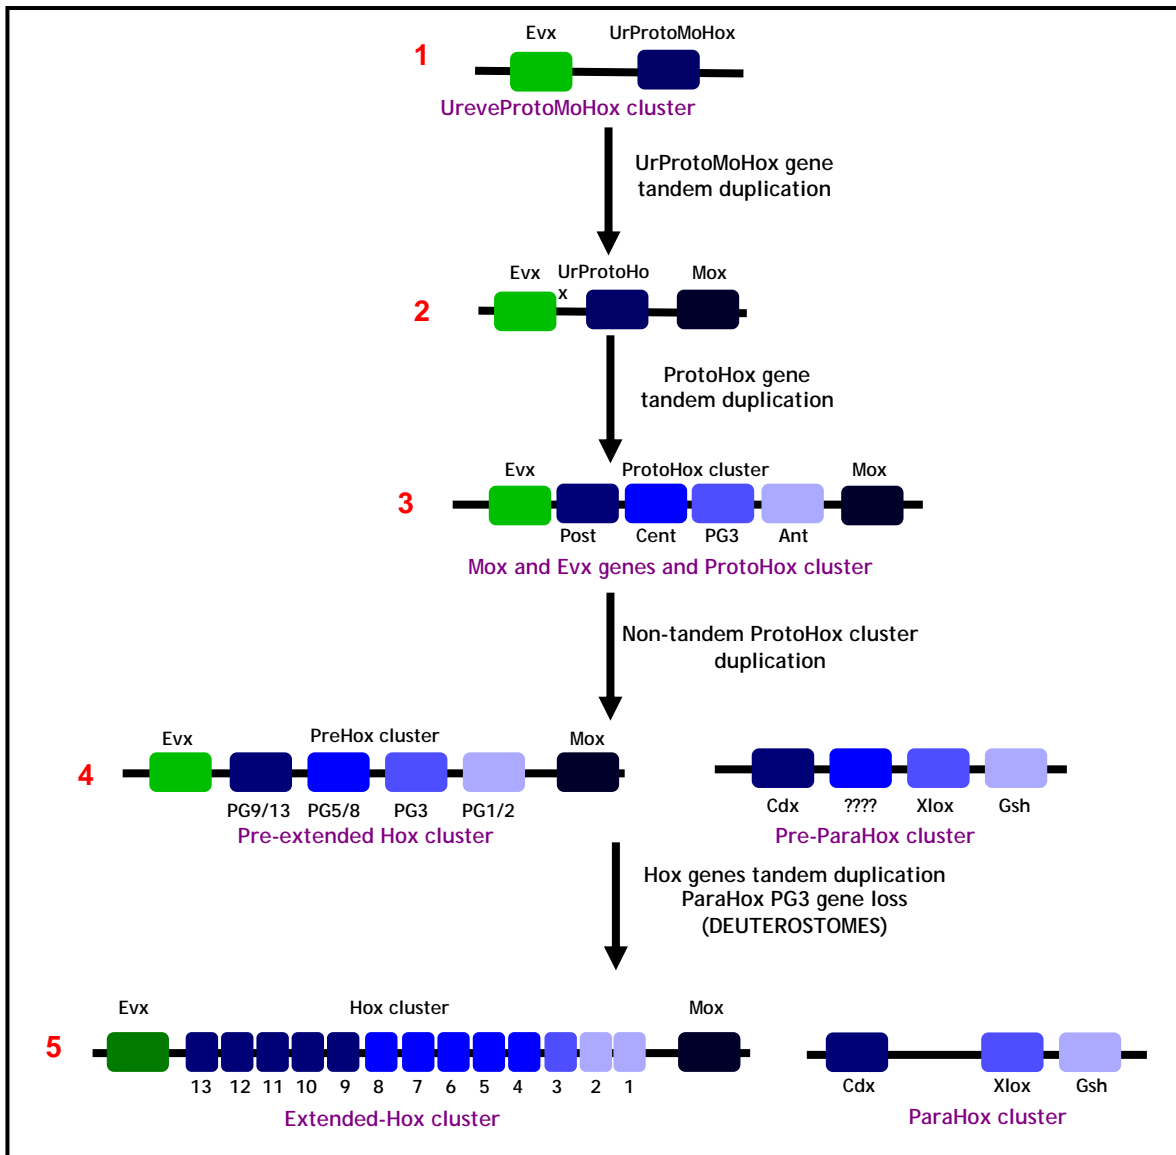 Evx UrProtoMoHox
1
UreveProtoMoHox cluster
UrProtoMoHox gene
tandem duplication
Evx UrProtoHo Mox
x
2
ProtoHox gene
tandem duplication
Evx ProtoHox cluster Mox
3
Post Cent PG3 Ant
Mox and Evx genes and ProtoHox cluster
Non-tandem ProtoHox cluster
duplication
Evx PreHox cluster Mox
4
PG9/13 PG5/8 PG3 PG1/2 Cdx ???? Xlox Gsh
Pre-extended Hox cluster Pre-ParaHox cluster
Hox genes tandem duplication
ParaHox PG3 gene loss
(DEUTEROSTOMES)
Evx Hox cluster Mox
5
13 12 11 10 9 8 7 6 5 4 3 2 1 Cdx Xlox Gsh
Extended-Hox cluster ParaHox cluster